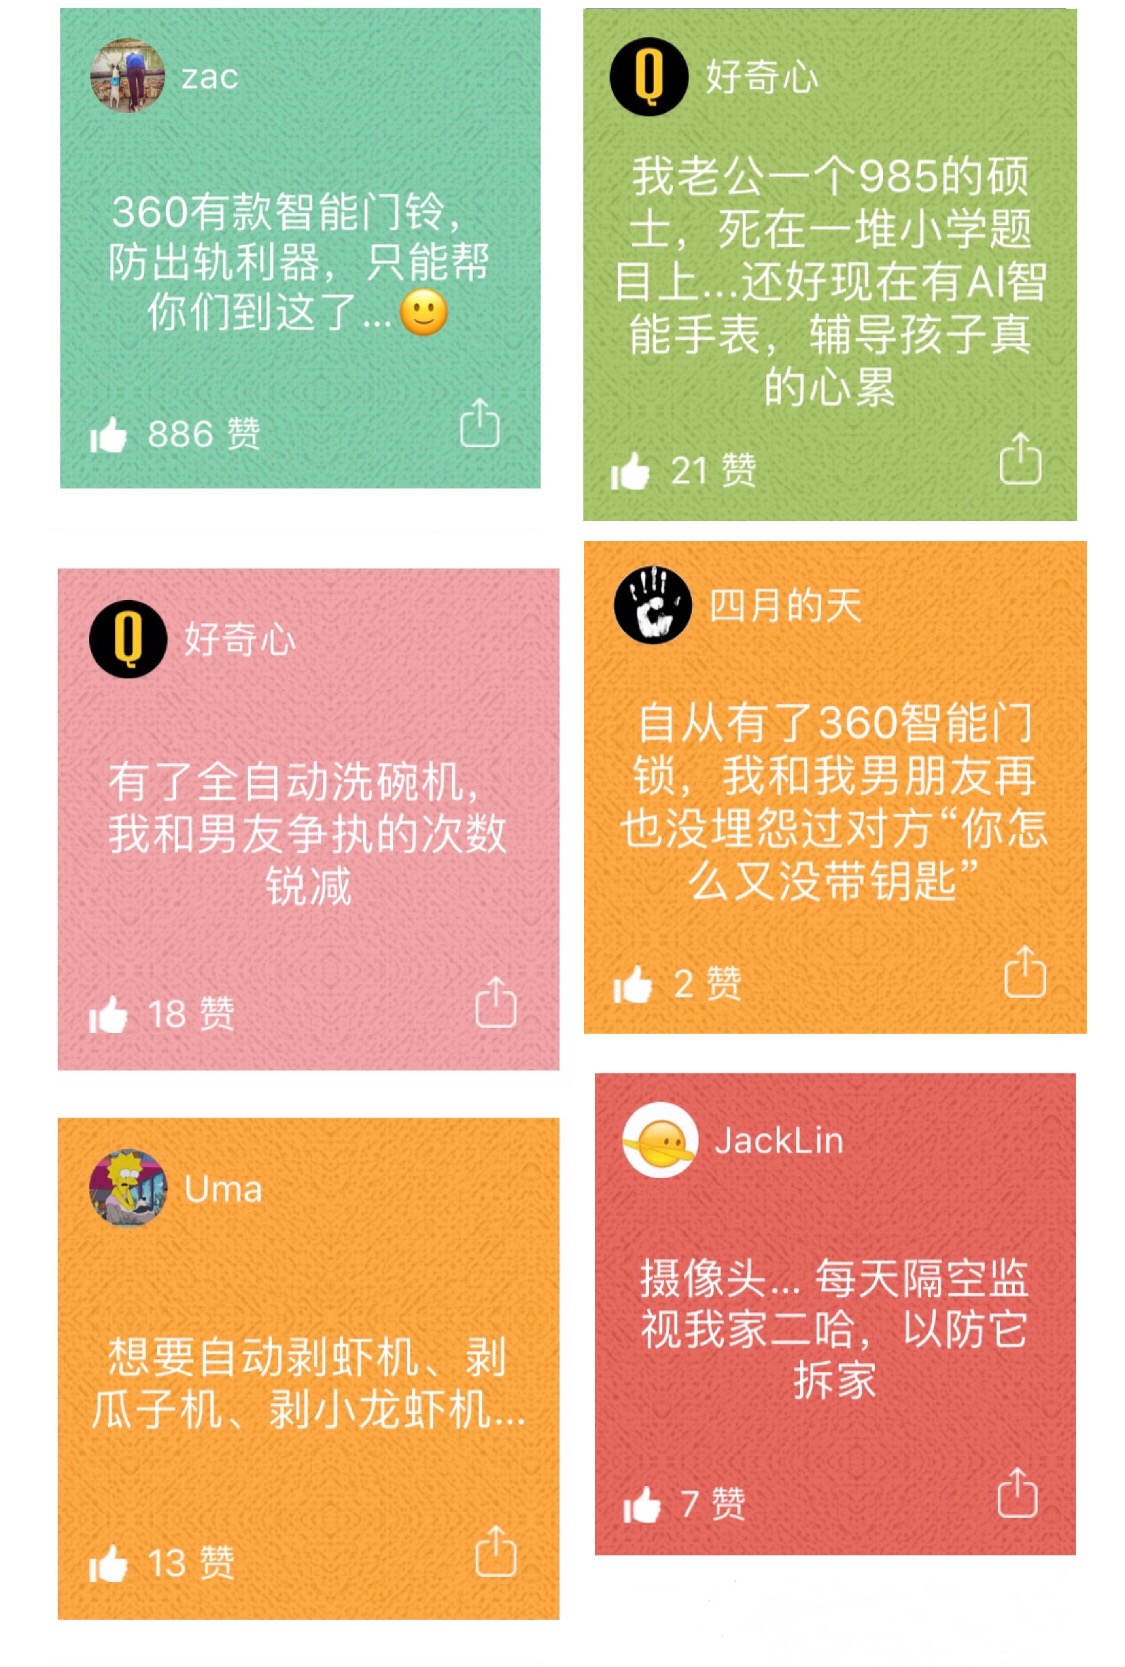 zac
360有款智能门铃，
防出轨利器，只能帮
你们到这了...🙂
886 赞
Q
好奇心
我老公一个985的硕
士，死在一堆小学题
目上...还好现在有AI智
能手表，辅导孩子真
的心累
21 赞
Q
好奇心
有了全自动洗碗机，
我和男友争执的次数
锐减
18 赞
四月的天
自从有了360智能门
锁，我和我男朋友再
也没埋怨过对方“你怎
么又没带钥匙”
2 赞
Uma
想要自动剥虾机、剥
瓜子机、剥小龙虾机...
13 赞
JackLin
摄像头... 每天隔空监
视我家二哈，以防它
拆家
7 赞